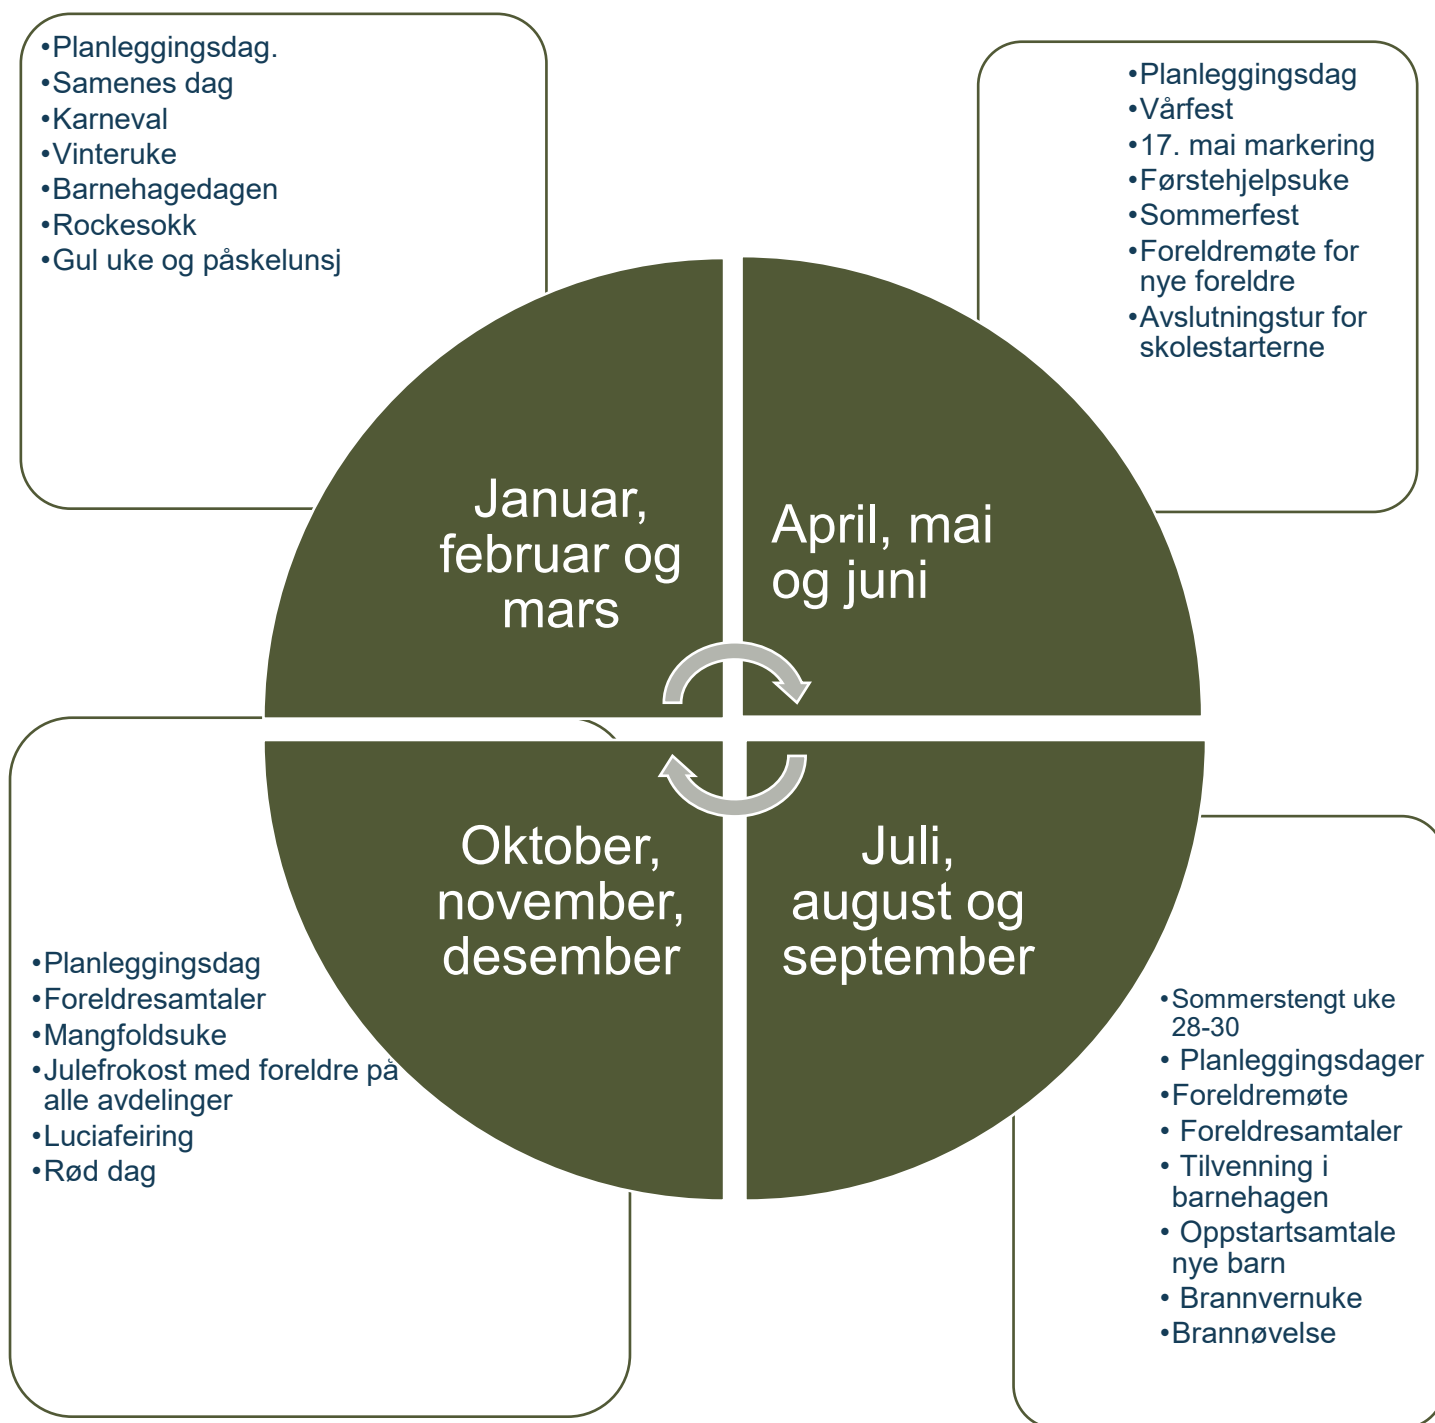 •Planleggingsdag.
•Samenes dag
•Karneval
•Vinteruke
•Barnehagedagen
•Rockesokk
•Gul uke og påskelunsj
•Planleggingsdag
•Vårfest
•17. mai markering
•Førstehjelpsuke
•Sommerfest
•Foreldremøte for
nye foreldre
•Avslutningstur for
skolestarterne
Januar,
februar og
mars
April, mai
og juni
Oktober,
november,
desember
Juli,
august og
september
•Planleggingsdag
•Foreldresamtaler
•Mangfoldsuke
•Julefrokost med foreldre på
alle avdelinger
•Luciafeiring
•Rød dag
•Sommerstengt uke
28-30
• Planleggingsdager
•Foreldremøte
• Foreldresamtaler
• Tilvenning i
barnehagen
• Oppstartsamtale
nye barn
• Brannvernuke
•Brannøvelse